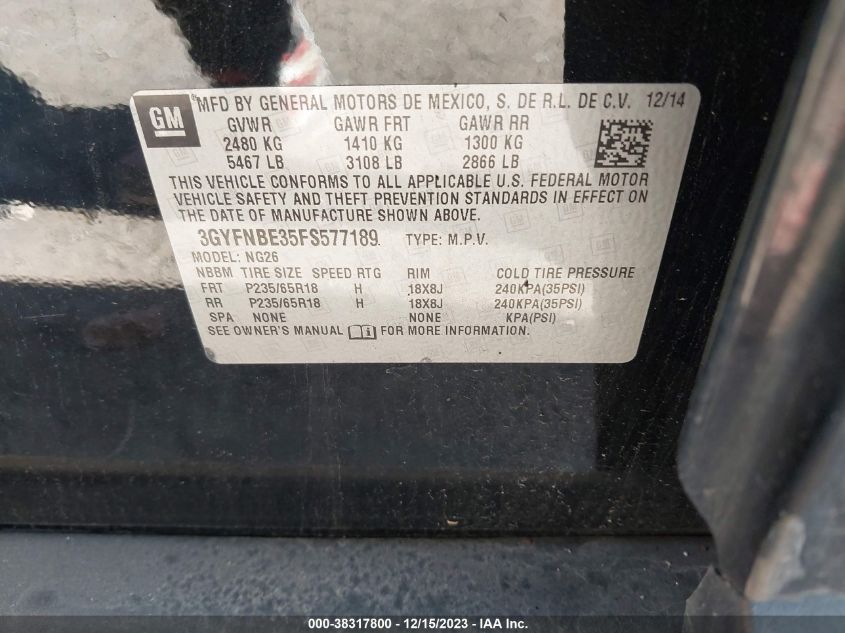 GM
®MFD BY GENERAL MOTORS DE MEXICO, S. DE R.L. DE C.V. 12/14
GVWR GAWR FRT GAWR RR
2480 KG 1410 KG 1300 KG
5467 LB 3108 LB 2866 LB
THIS VEHICLE CONFORMS TO ALL APPLICABLE U.S. FEDERAL MOTOR
VEHICLE SAFETY AND THEFT PREVENTION STANDARDS IN EFFECT ON
THE DATE OF MANUFACTURE SHOWN ABOVE.
3GYFNBE35FS577189 TYPE: M.P.V.
MODEL: NG26
NBBM TIRE SIZE SPEED RTG RIM COLD TIRE PRESSURE
FRT P235/65R18 H 18X8J 240KPA(35PSI)
RR P235/65R18 H 18X8J 240KPA(35PSI)
SPA NONE NONE KPA(PSI)
SEE OWNER'S MANUAL FOR MORE INFORMATION.
000-38317800 - 12/15/2023 - IAA Inc.